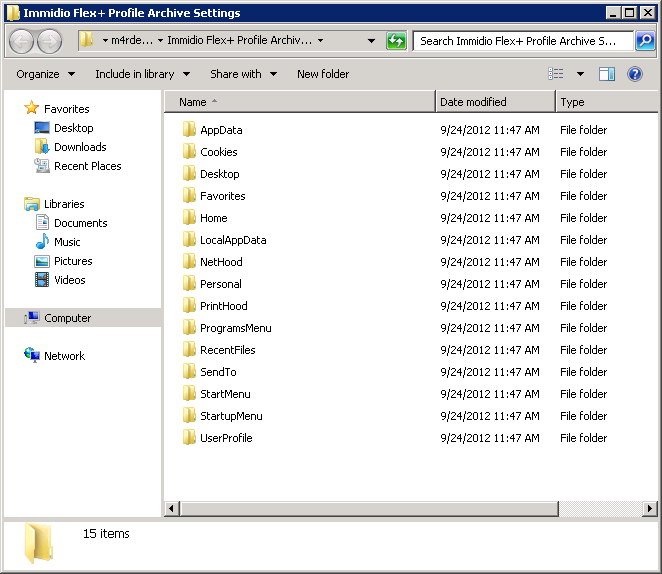 Immidio Flex+ Profile Archive Settings
m4rde... Immidio Flex+ Profile Archiv... Search Immidio Flex+ Profile Archive S...
Organize Include in library Share with New folder
Name Date modified Type
Favorites
Desktop
Downloads
Recent Places
Libraries
Documents
Music
Pictures
Videos
Computer
Network
AppData 9/24/2012 11:47 AM File folder
Cookies 9/24/2012 11:47 AM File folder
Desktop 9/24/2012 11:47 AM File folder
Favorites 9/24/2012 11:47 AM File folder
Home 9/24/2012 11:47 AM File folder
LocalAppData 9/24/2012 11:47 AM File folder
NetHood 9/24/2012 11:47 AM File folder
Personal 9/24/2012 11:47 AM File folder
PrintHood 9/24/2012 11:47 AM File folder
ProgramsMenu 9/24/2012 11:47 AM File folder
RecentFiles 9/24/2012 11:47 AM File folder
SendTo 9/24/2012 11:47 AM File folder
StartMenu 9/24/2012 11:47 AM File folder
StartupMenu 9/24/2012 11:47 AM File folder
UserProfile 9/24/2012 11:47 AM File folder
15 items